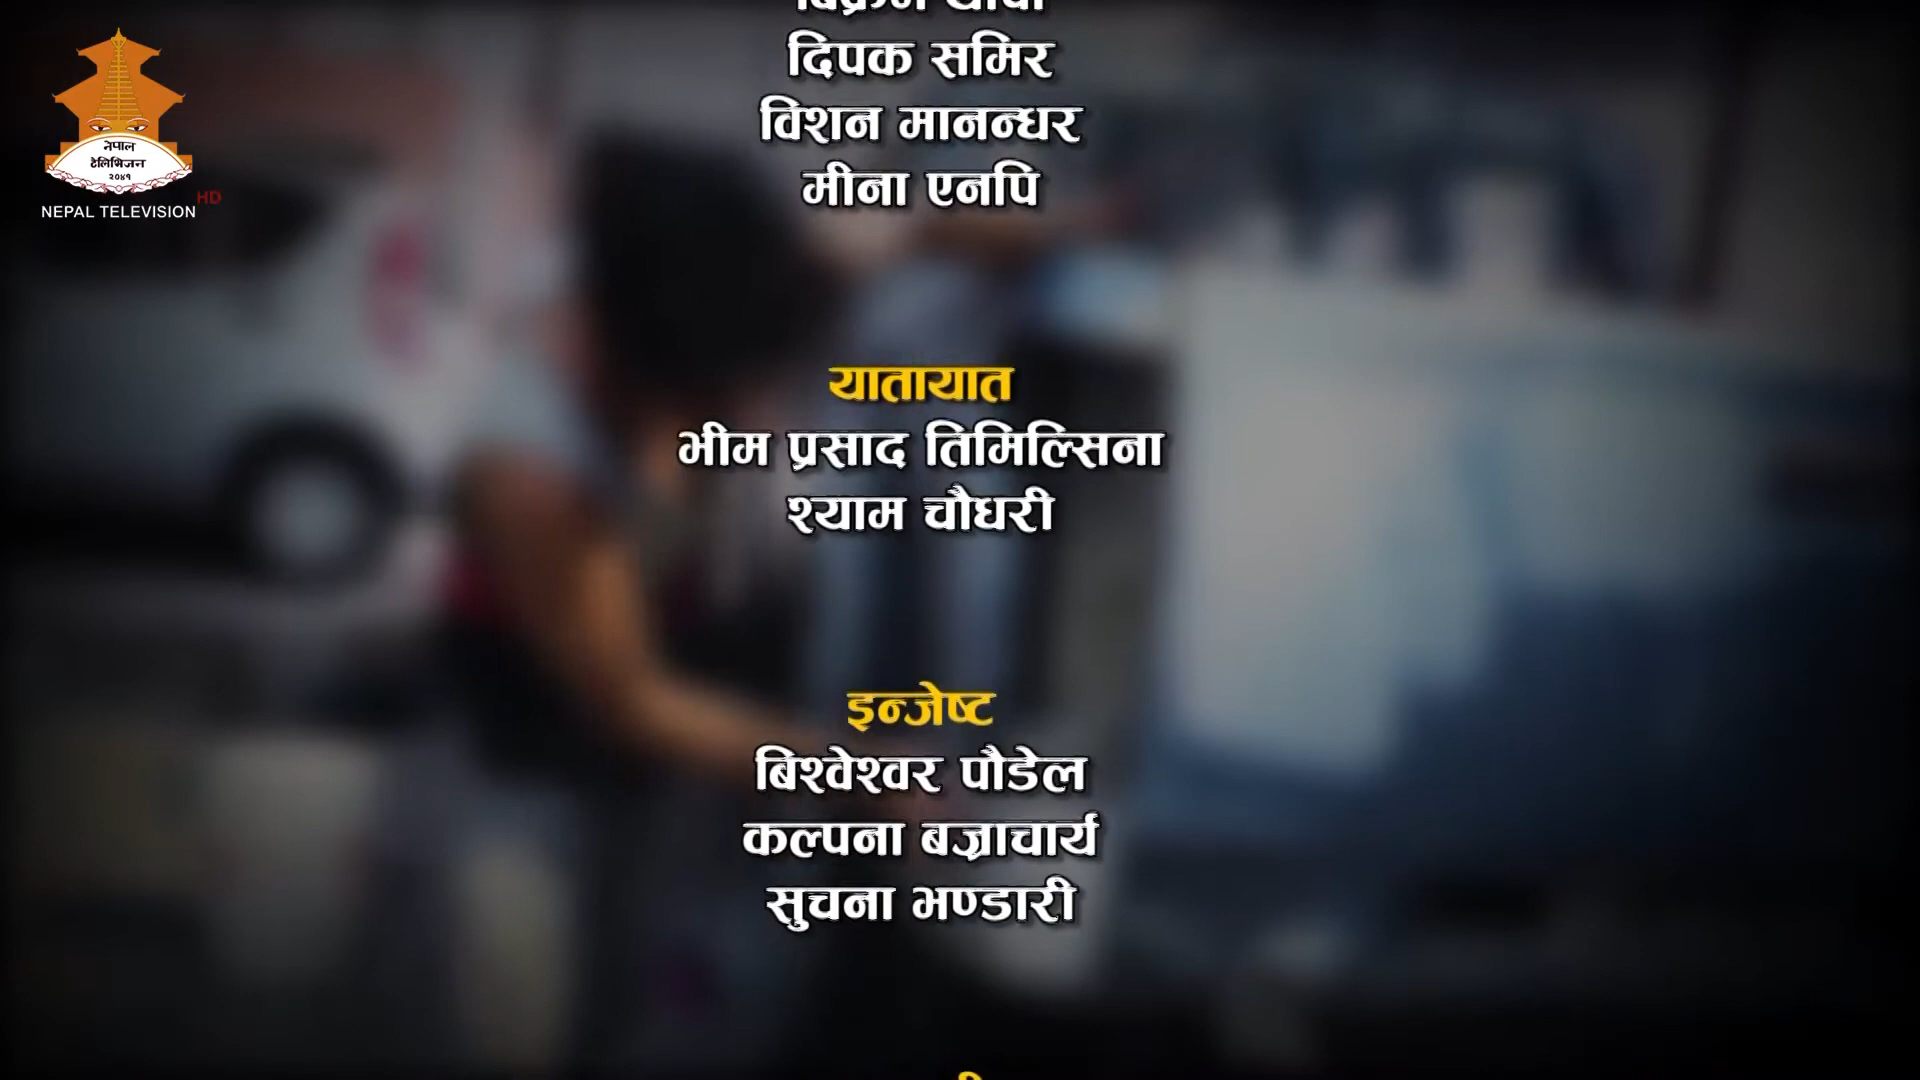 नेपाल
टेलिभिजन
२०४१
HD
NEPAL TELEVISION
दिपक समिर
विशन मानन्धर
मीना एनपि
यातायात
भीम प्रसाद तिमिल्सिना
श्याम चौधरी
इन्जेष्ट
बिश्वेश्वर पौडेल
कल्पना बज्राचार्य
सुचना भण्डारी